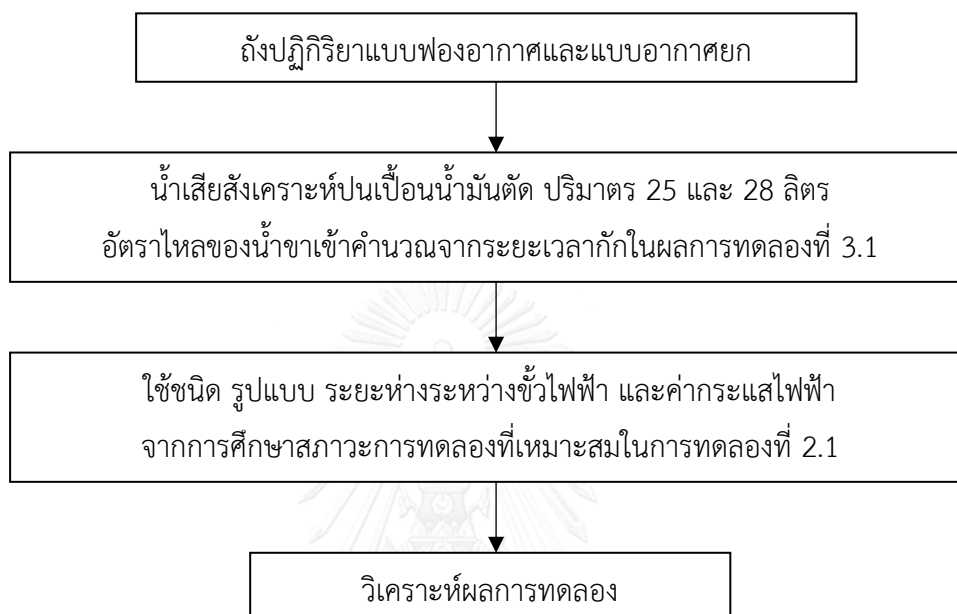 ถังปฏิกิริยาแบบฟองอากาศและแบบอากาศยก
น้ำเสียสังเคราะห์ปนเปื้อนน้ำมันตัด ปริมาตร 25 และ 28 ลิตร
อัตราไหลของน้ำขาเข้าคำนวณจากระยะเวลากักในผลการทดลองที่ 3.1
ใช้ชนิด รูปแบบ ระยะห่างระหว่างขั้วไฟฟ้า และค่ากระแสไฟฟ้า
จากการศึกษาสภาวะการทดลองที่เหมาะสมในการทดลองที่ 2.1
วิเคราะห์ผลการทดลอง